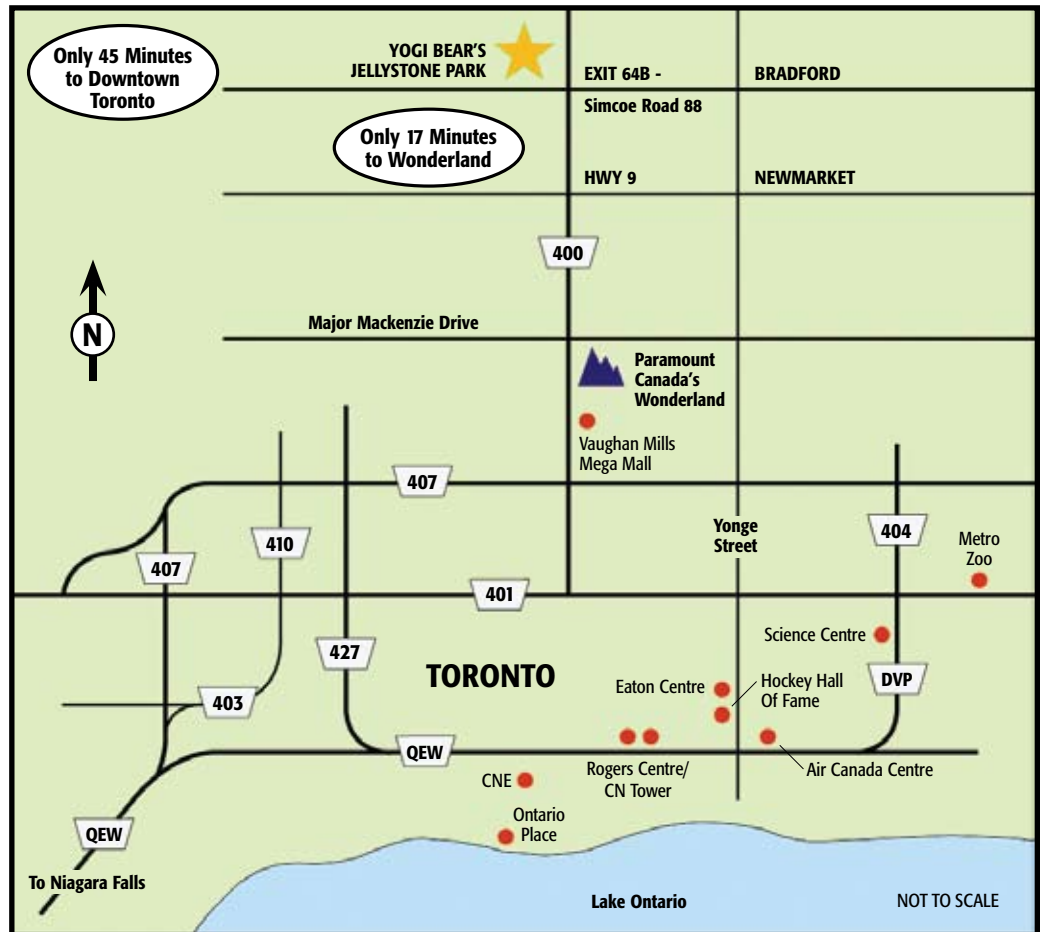 Only 45 Minutes
to Downtown
Toronto
YOGI BEAR'S
JELLYSTONE PARK
EXIT 64B -
BRADFORD
Simcoe Road 88
Only 17 Minutes
to Wonderland
HWY 9
NEWMARKET
400
N
Major Mackenzie Drive
Paramount
Canada's
Wonderland
Vaughan Mills
Mega Mall
407
410
407
Yonge
Street
404
Metro
Zoo
401
427
TORONTO
Science Centre
403
Eaton Centre
Hockey Hall
Of Fame
DVP
QEW
Rogers Centre/
CN Tower
Air Canada Centre
CNE
Ontario
Place
QEW
To Niagara Falls
Lake Ontario
NOT TO SCALE